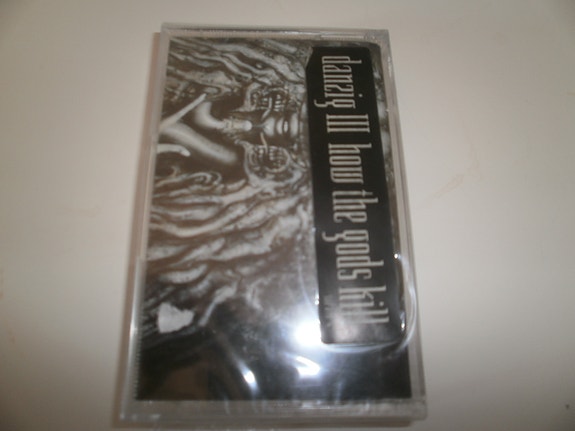 danzig III how the gods kill